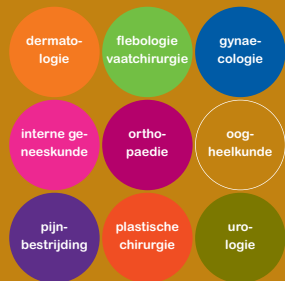 dermato-
logie
flebologie
vaatchirurgie
gynae-
cologie
interne ge-
neeskunde
ortho-
paedie
oog-
heelkunde
pijn-
bestrijding
plastische
chirurgie
uro-
logie